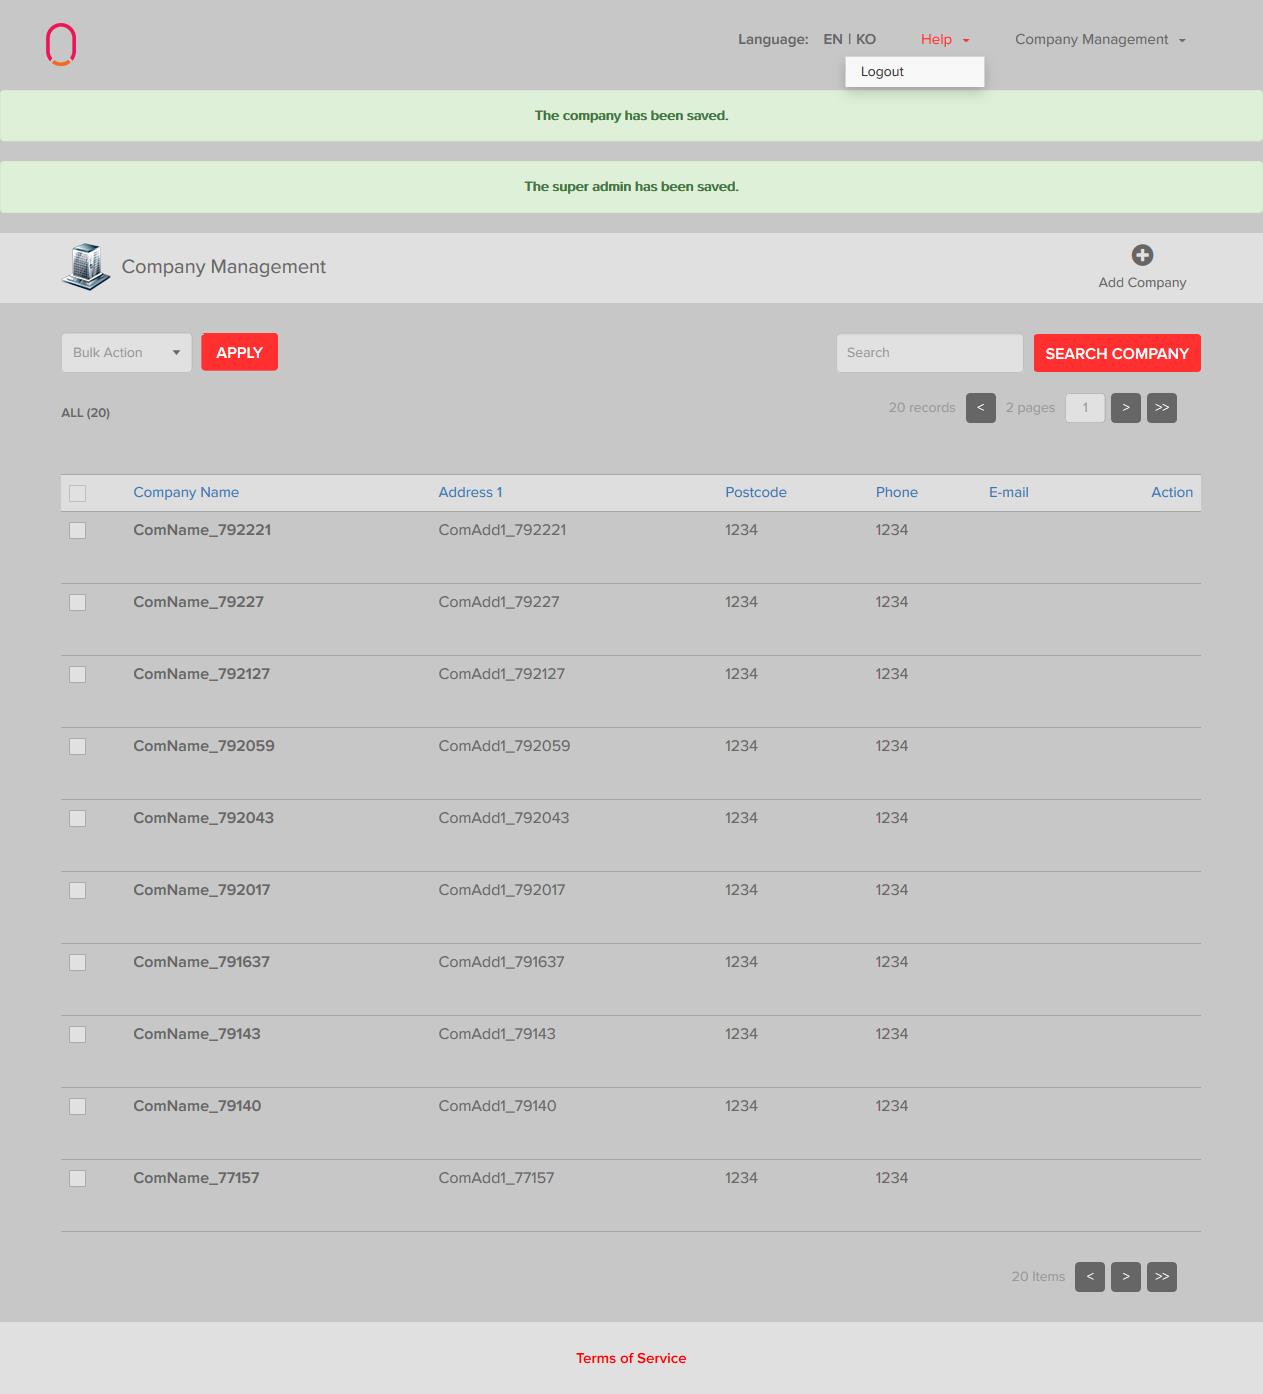 Language: EN | KO Help Company Management
Logout
The company has been saved.
The super admin has been saved.
Company Management
Add Company
Bulk Action APPLY Search SEARCH COMPANY
ALL (20) 20 records < 2 pages 1 > >>
Company Name Address 1 Postcode Phone E-mail Action
ComName_792221 ComAdd1_792221 1234 1234
ComName_79227 ComAdd1_79227 1234 1234
ComName_792127 ComAdd1_792127 1234 1234
ComName_792059 ComAdd1_792059 1234 1234
ComName_792043 ComAdd1_792043 1234 1234
ComName_792017 ComAdd1_792017 1234 1234
ComName_791637 ComAdd1_791637 1234 1234
ComName_79143 ComAdd1_79143 1234 1234
ComName_79140 ComAdd1_79140 1234 1234
ComName_77157 ComAdd1_77157 1234 1234
20 Items < > >>
Terms of Service